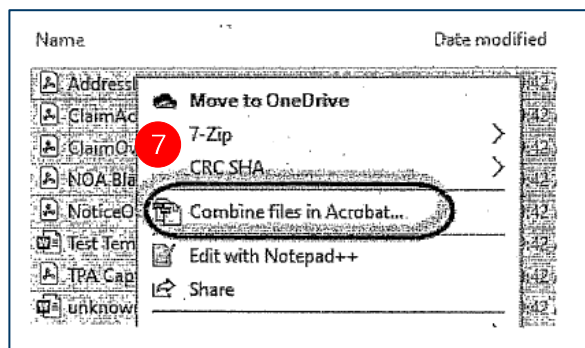 Name Date modified
Address
Move to OneDrive
ClaimAc
7-Zip
7
ClaimOv
CRC SHA
NOA Bla
NoticeO
Combine files in Acrobat...
Test Tem
Edit with Notepad++
TPA Cap
Share
unknow